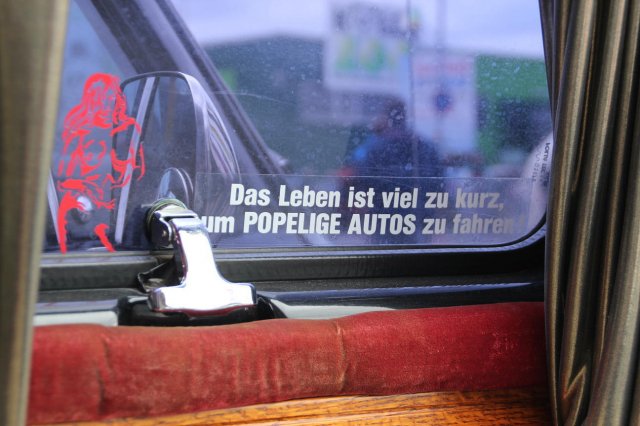 Das Leben ist viel zu kurz,
um POPELIGE AUTOS zu fahren!